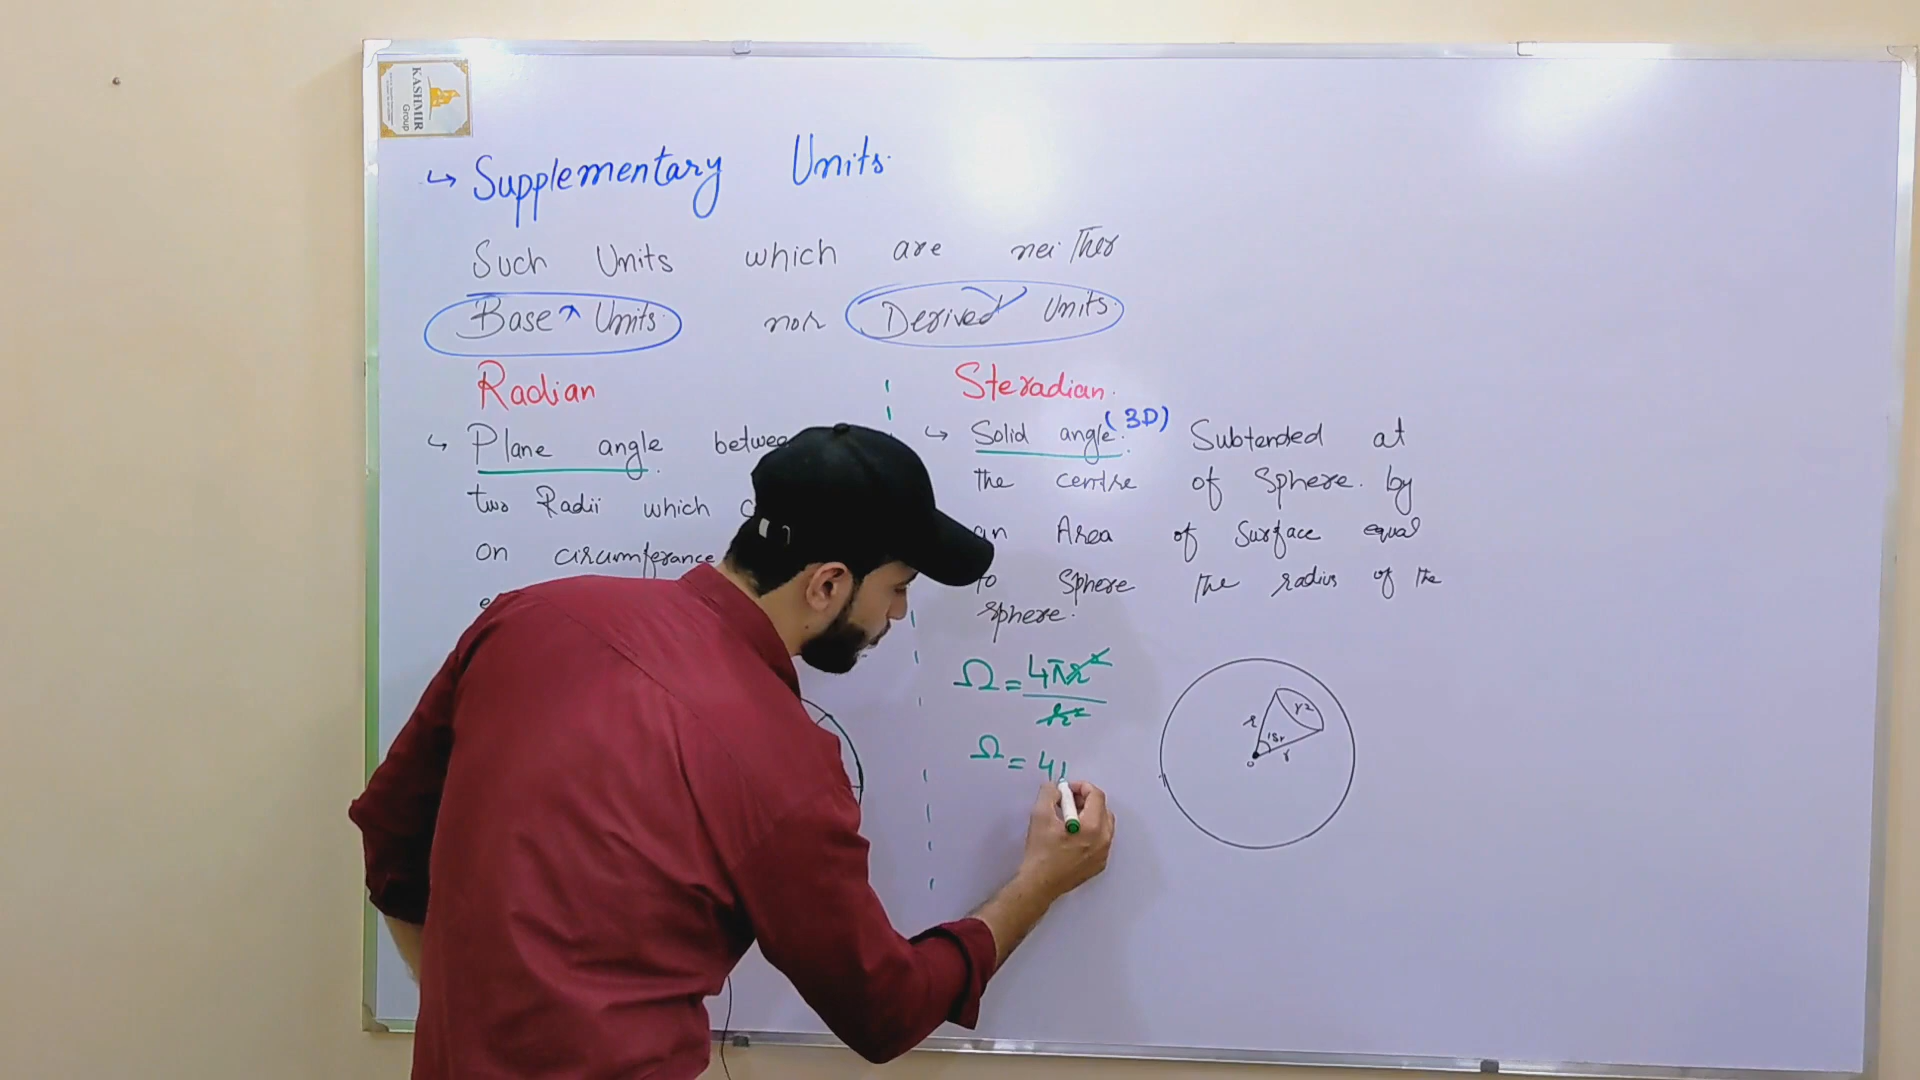 KASHMIR
Group
↳ Supplementary Units.
Such Units which are neither
Base Units nor Derived Units.
Radian
↳ Plane angle
two Radii which
on circumferance
Steradian.
↳ Solid angle. (3D) Subtended at
the centre of Sphere. by
an Area of Surface equal
to Sphere the radius of the
sphere.
Ω = 4πr²
r²
Ω = 4
r r²
1Sr
o r